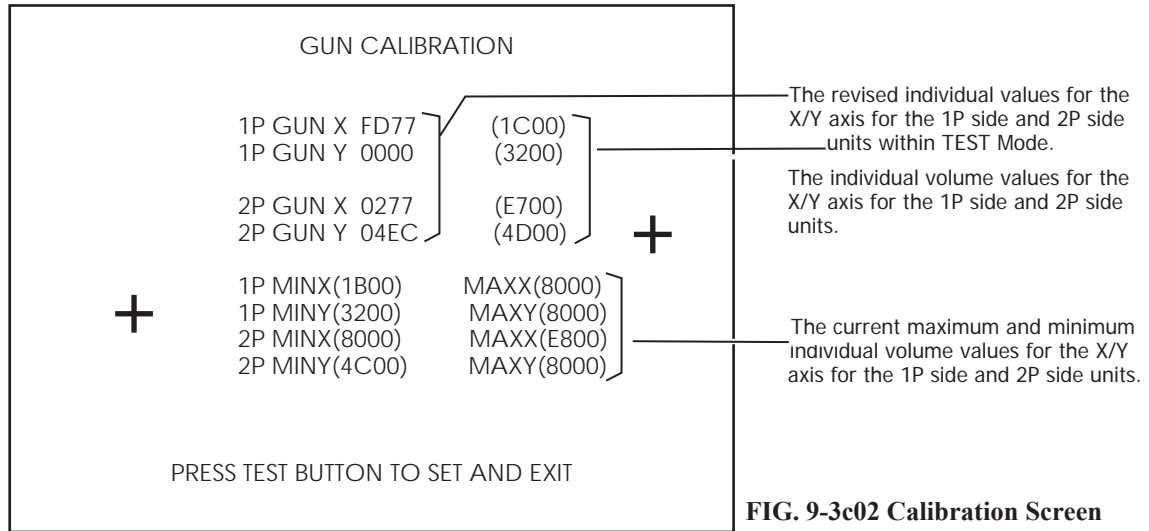 GUN CALIBRATION
1P GUN X FD77 (1C00)
1P GUN Y 0000 (3200)
2P GUN X 0277 (E700)
2P GUN Y 04EC (4D00)
1P MINX(1B00) MAXX(8000)
1P MINY(3200) MAXY(8000)
2P MINX(8000) MAXX(E800)
2P MINY(4C00) MAXY(8000)
PRESS TEST BUTTON TO SET AND EXIT
The revised individual values for the
X/Y axis for the 1P side and 2P side
units within TEST Mode.
The individual volume values for the
X/Y axis for the 1P side and 2P side
units.
The current maximum and minimum
individual volume values for the X/Y
axis for the 1P side and 2P side units.
FIG. 9-3c02 Calibration Screen